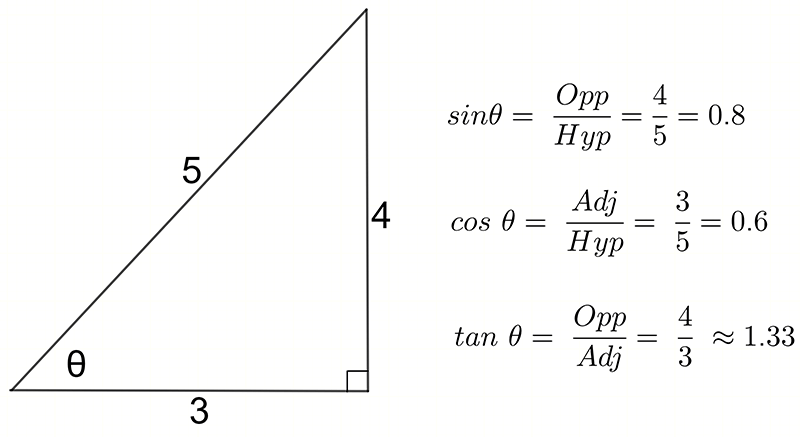 5
4
θ
3
sinθ = Opp/Hyp = 4/5 = 0.8
cos θ = Adj/Hyp = 3/5 = 0.6
tan θ = Opp/Adj = 4/3 ≈ 1.33